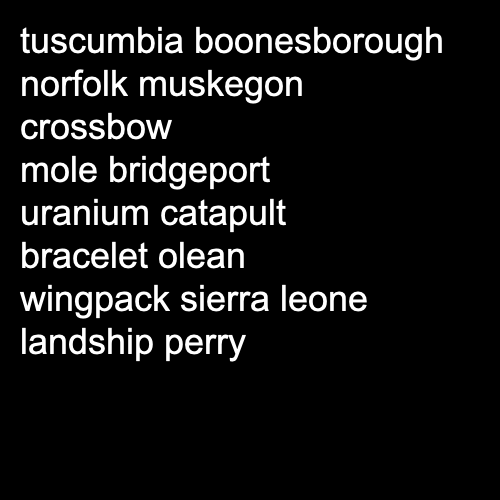 tuscumbia boonesborough
norfolk muskegon
crossbow
mole bridgeport
uranium catapult
bracelet olean
wingpack sierra leone
landship perry